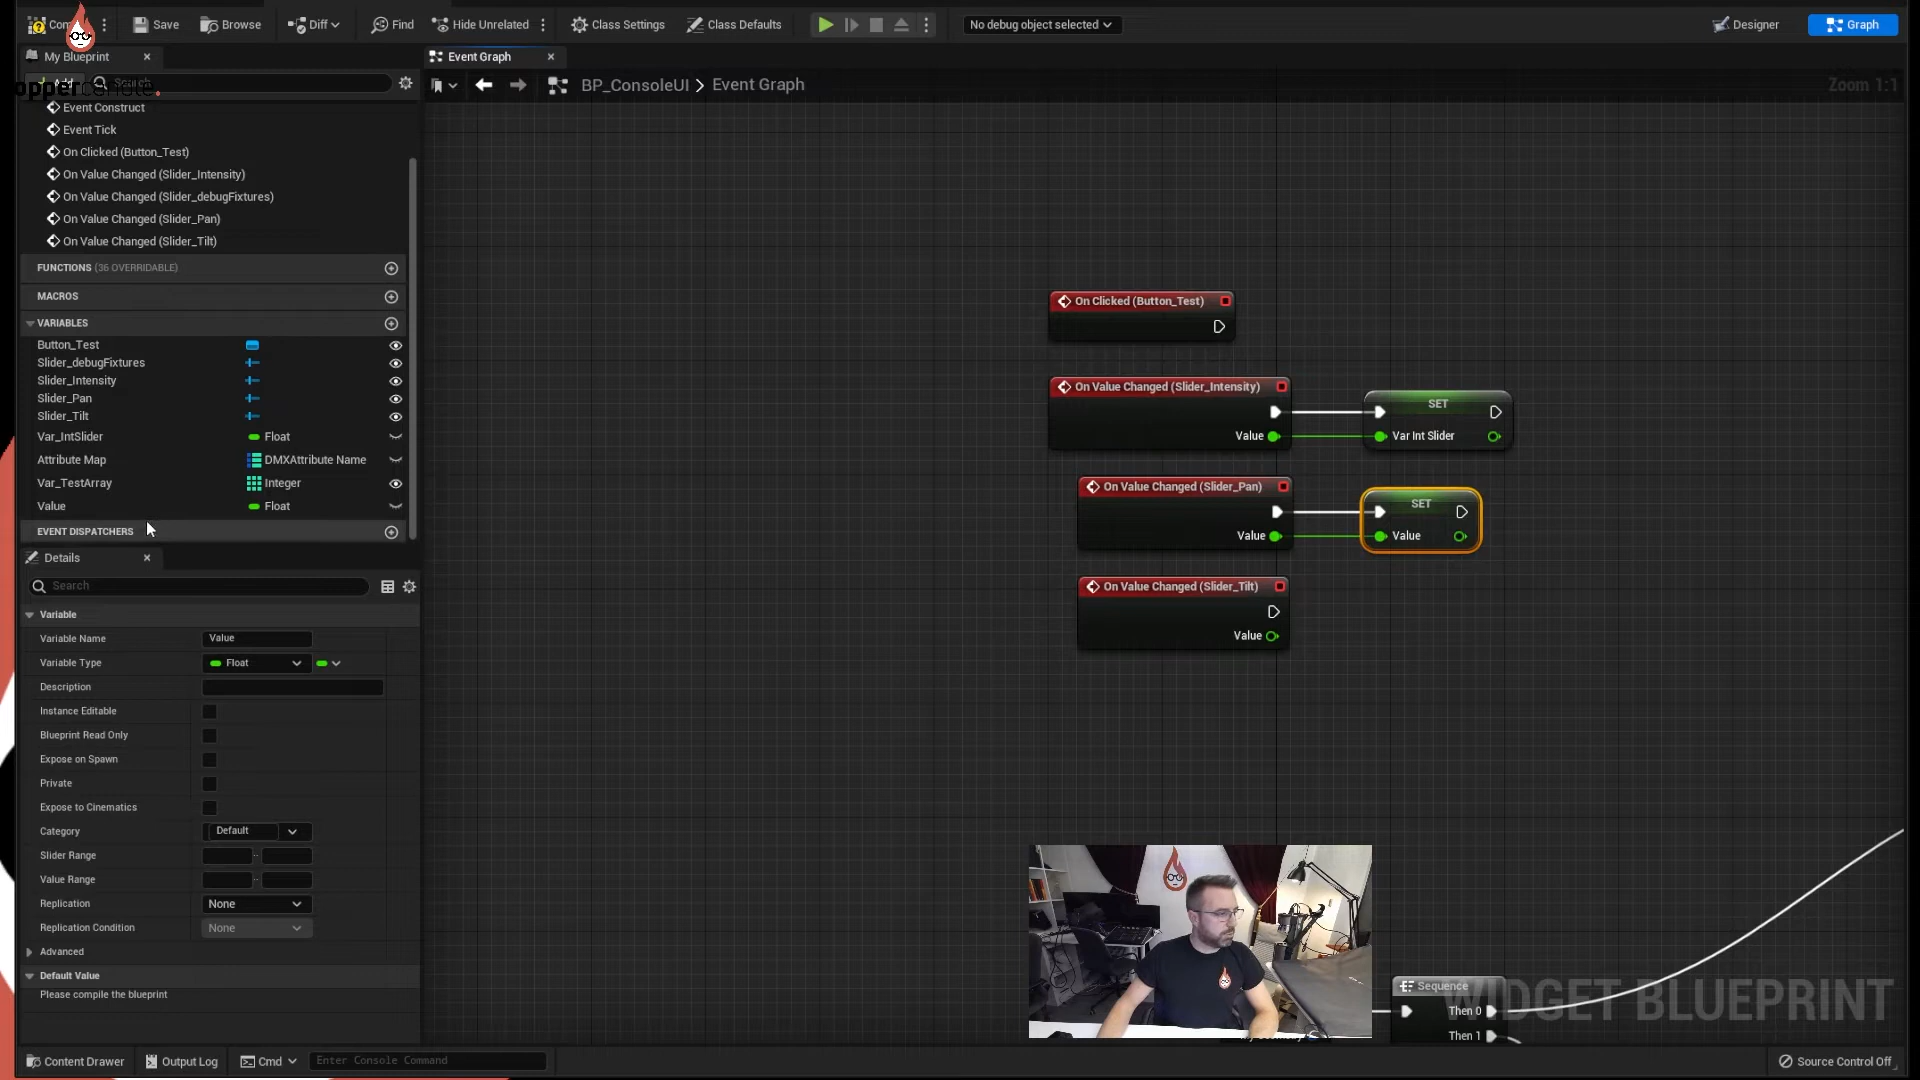 Save
Browse
Diff
Find
Hide Unrelated
Class Settings
Class Defaults
No debug object selected
Designer
Graph
My Blueprint
Event Graph
Add
Search
BP_ConsoleUI > Event Graph
Zoom 1:1
Event Construct
Event Tick
On Clicked (Button_Test)
On Value Changed (Slider_Intensity)
On Value Changed (Slider_debugFixtures)
On Value Changed (Slider_Pan)
On Value Changed (Slider_Tilt)
FUNCTIONS (36 OVERRIDABLE)
MACROS
VARIABLES
Button_Test
Slider_debugFixtures
Slider_Intensity
Slider_Pan
Slider_Tilt
Var_IntSlider Float
Attribute Map DMXAttribute Name
Var_TestArray Integer
Value Float
EVENT DISPATCHERS
Details
Search
Variable
Variable Name Value
Variable Type Float
Description
Instance Editable
Blueprint Read Only
Expose on Spawn
Private
Expose to Cinematics
Category Default
Slider Range
Value Range
Replication None
Replication Condition None
Advanced
Default Value
Please compile the blueprint
On Clicked (Button_Test)
On Value Changed (Slider_Intensity)
Value
SET
Var Int Slider
On Value Changed (Slider_Pan)
Value
SET
Value
On Value Changed (Slider_Tilt)
Value
Sequence
Then 0
Then 1
WIDGET BLUEPRINT
Content Drawer
Output Log
Cmd
Enter Console Command
Source Control Off